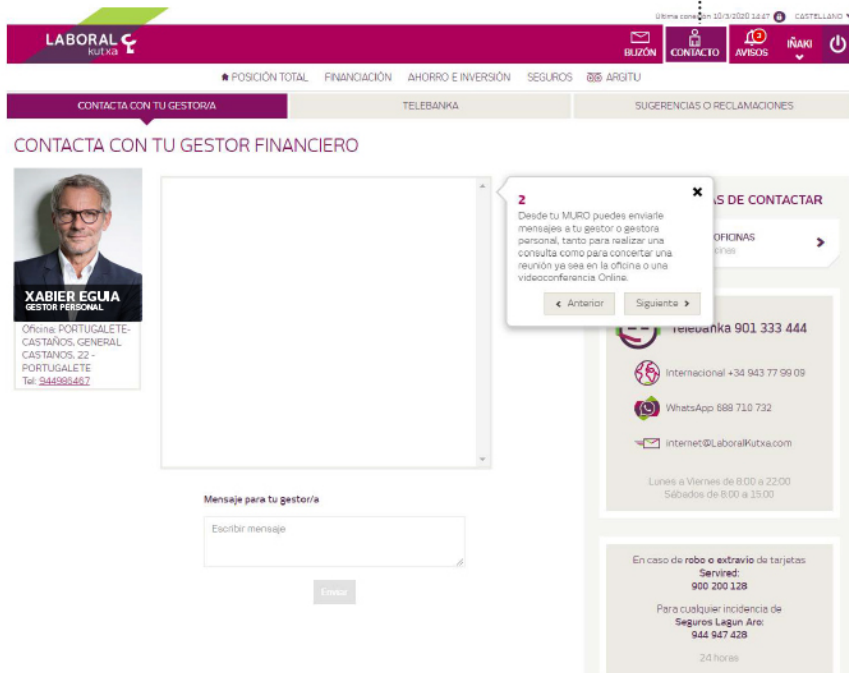 Última conexión 10/3/2020 14:47 CASTELLANO
LABORAL
kutxa
BUZÓN
CONTACTO
3
AVISOS
IÑAKI
POSICIÓN TOTAL FINANCIACIÓN AHORRO E INVERSIÓN SEGUROS ARGITU
CONTACTA CON TU GESTOR/A
TELEBANKA
SUGERENCIAS O RECLAMACIONES
CONTACTA CON TU GESTOR FINANCIERO
XABIER EGUIA
GESTOR PERSONAL
Oficina: PORTUGALETE-
CASTAÑOS, GENERAL
CASTANOS, 22 -
PORTUGALETE
Tel: 944985467
2
Desde tu MURO puedes enviarle
mensajes a tu gestor o gestora
personal, tanto para realizar una
consulta como para concertar una
reunión ya sea en la oficina o una
videoconferencia Online.
Anterior
Siguiente
Mensaje para tu gestor/a
Escribir mensaje
Enviar
AS DE CONTACTAR
OFICINAS
Telebanka 901 333 444
Internacional +34 943 77 99 09
WhatsApp 688 710 732
internet@LaboralKutxa.com
Lunes a Viernes de 8:00 a 22:00
Sábados de 8:00 a 15:00
En caso de robo o extravío de tarjetas
Servired:
900 200 128
Para cualquier incidencia de
Seguros Lagun Aro:
944 947 428
24 horas